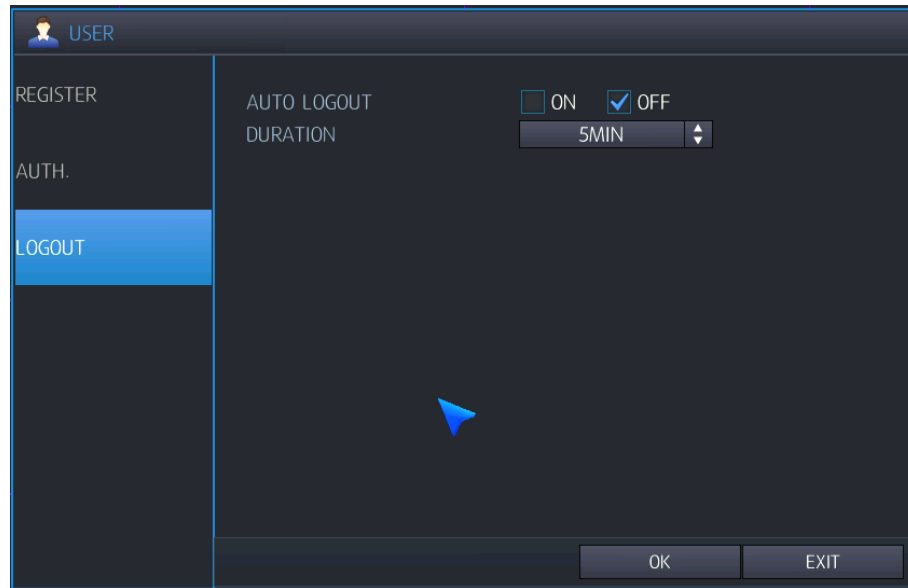 USER
REGISTER
AUTH.
LOGOUT
AUTO LOGOUT ON OFF
DURATION 5MIN
OK EXIT